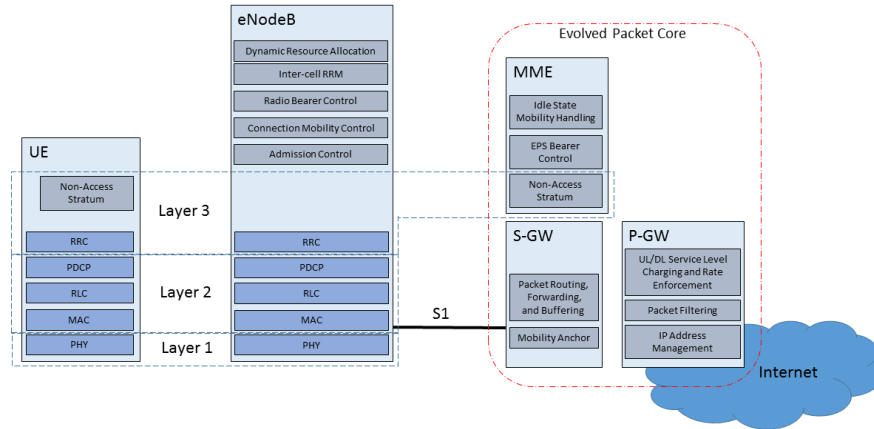 eNodeB
Dynamic Resource Allocation
Inter-cell RRM
Radio Bearer Control
Connection Mobility Control
Admission Control
RRC
PDCP
RLC
MAC
PHY
UE
Non-Access
Stratum
RRC
PDCP
RLC
MAC
PHY
Layer 3
Layer 2
Layer 1
S1
Evolved Packet Core
MME
Idle State
Mobility Handling
EPS Bearer
Control
Non-Access
Stratum
S-GW
Packet Routing,
Forwarding,
and Buffering
Mobility Anchor
P-GW
UL/DL Service Level
Charging and Rate
Enforcement
Packet Filtering
IP Address
Management
Internet